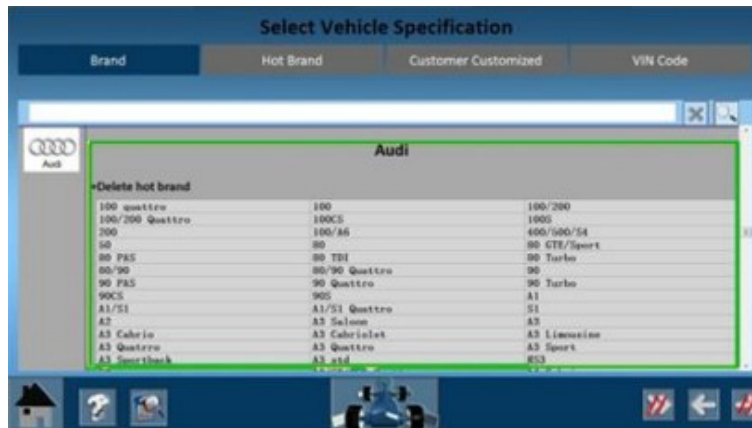 Select Vehicle Specification
Brand Hot Brand Customer Customized VIN Code
Audi
Audi
+Delete hot brand
100 quattro 100 100/200
100/200 Quattro 100CS 100S
200 100/A6 400/500/S4
50 80 80 GTE/Sport
80 PAS 80 TDI 80 Turbo
80/90 80/90 Quattro 90
90 PAS 90 Quattro 90 Turbo
90CS 90S A1
A1/S1 A1/S1 Quattro S1
A2 A3 Saloon A3
A3 Cabrio A3 Cabriolet A3 Limousine
A3 Quatrro A3 Quattro A3 Sport
A3 Sportback A3 std RS3